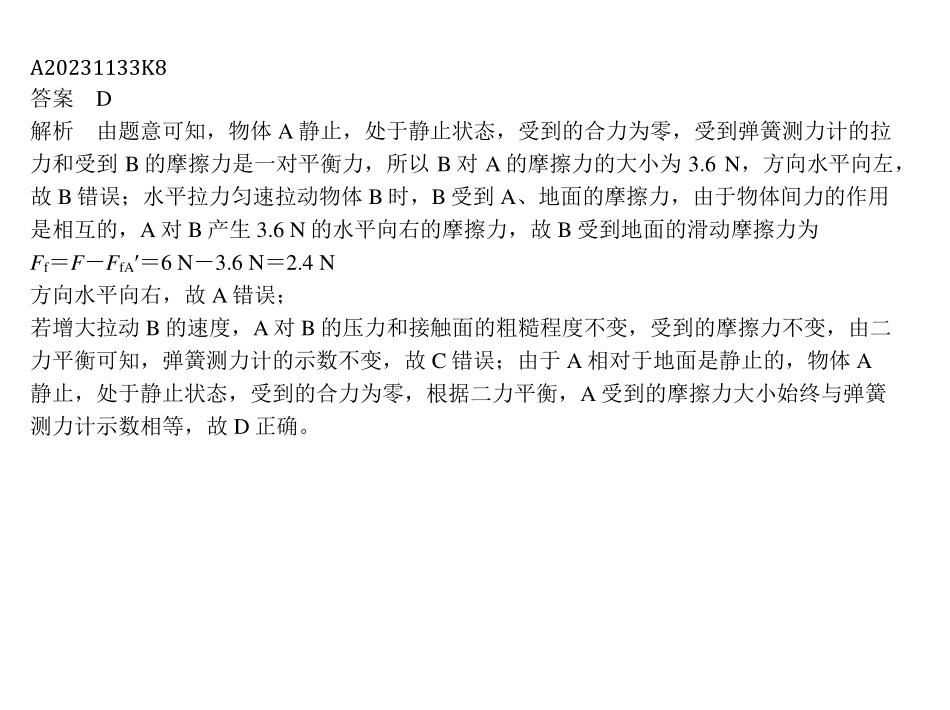 A20231133K8
答案 D
解析 由题意可知，物体 A 静止，处于静止状态，受到的合力为零，受到弹簧测力计的拉
力和受到 B 的摩擦力是一对平衡力，所以 B 对 A 的摩擦力的大小为 3.6 N，方向水平向左，
故 B 错误；水平拉力匀速拉动物体 B 时，B 受到 A、地面的摩擦力，由于物体间力的作用
是相互的，A 对 B 产生 3.6 N 的水平向右的摩擦力，故 B 受到地面的滑动摩擦力为
Ff＝F－FfA′＝6 N－3.6 N＝2.4 N
方向水平向右，故 A 错误；
若增大拉动 B 的速度，A 对 B 的压力和接触面的粗糙程度不变，受到的摩擦力不变，由二
力平衡可知，弹簧测力计的示数不变，故 C 错误；由于 A 相对于地面是静止的，物体 A
静止，处于静止状态，受到的合力为零，根据二力平衡，A 受到的摩擦力大小始终与弹簧
测力计示数相等，故 D 正确。